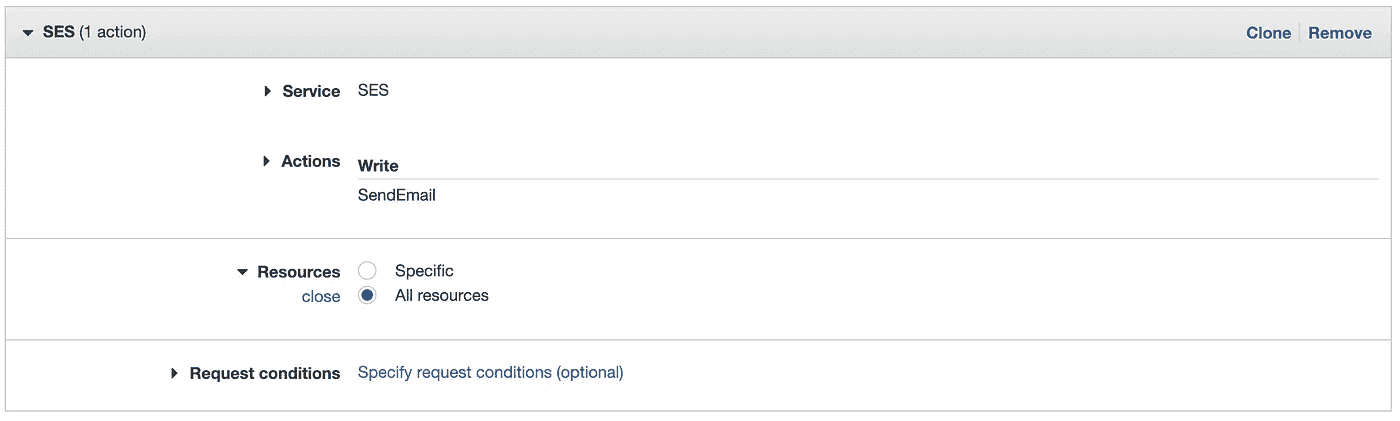 SES (1 action) Clone Remove
Service SES
Actions Write
SendEmail
Resources Specific
close All resources
Request conditions Specify request conditions (optional)